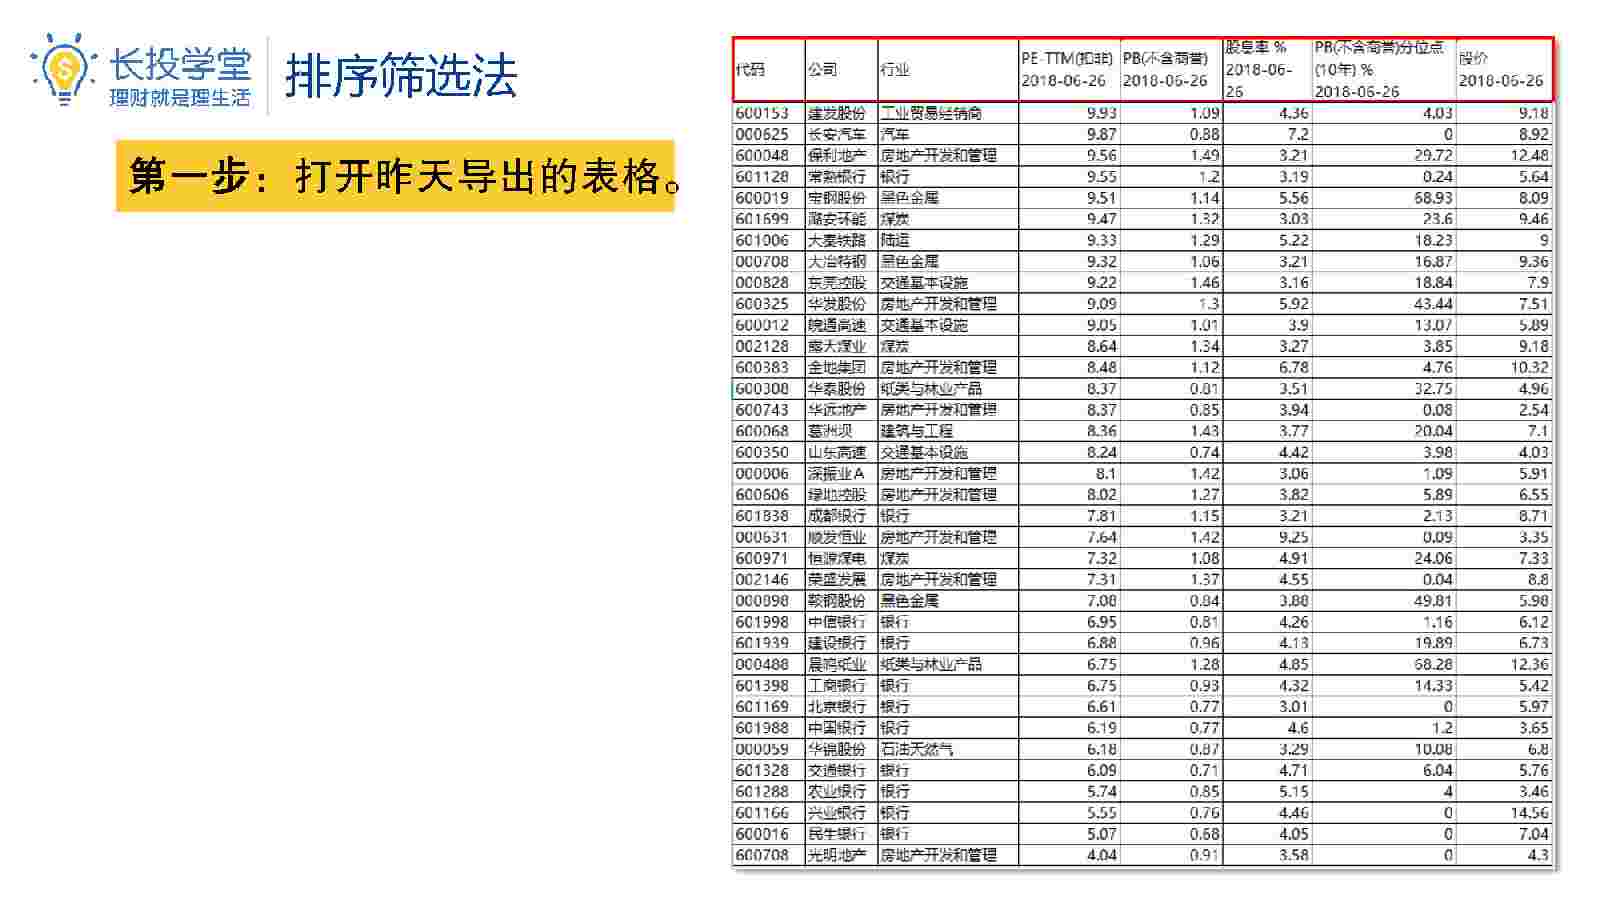 长投学堂
理财就是理生活
排序筛选法
第一步：打开昨天导出的表格。
代码 公司 行业 PE-TTM(扣非) 2018-06-26 PB(不含商誉) 2018-06-26 股息率 % 2018-06-26 PB(不含商誉)分位点(10年) % 2018-06-26 股价 2018-06-26
600153 建发股份 工业贸易经销商 9.93 1.09 4.36 4.03 9.18
000625 长安汽车 汽车 9.87 0.88 7.2 0 8.92
600048 保利地产 房地产开发和管理 9.56 1.49 3.21 29.72 12.48
601128 常熟银行 银行 9.55 1.2 3.19 0.24 5.64
600019 宝钢股份 黑色金属 9.51 1.14 5.56 68.93 8.09
601699 潞安环能 煤炭 9.47 1.32 3.03 23.6 9.46
601006 大秦铁路 陆运 9.33 1.29 5.22 18.23 9
000708 大冶特钢 黑色金属 9.32 1.06 3.21 16.87 9.36
000828 东莞控股 交通基本设施 9.22 1.46 3.16 18.84 7.9
600325 华发股份 房地产开发和管理 9.09 1.3 5.92 43.44 7.51
600012 皖通高速 交通基本设施 9.05 1.01 3.9 13.07 5.89
002128 露天煤业 煤炭 8.64 1.34 3.27 3.85 9.18
600383 金地集团 房地产开发和管理 8.48 1.12 6.78 4.76 10.32
600308 华泰股份 纸类与林业产品 8.37 0.81 3.51 32.75 4.96
600743 华远地产 房地产开发和管理 8.37 0.85 3.94 0.08 2.54
600068 葛洲坝 建筑与工程 8.36 1.43 3.77 20.04 7.1
600350 山东高速 交通基本设施 8.24 0.74 4.42 3.98 4.03
000006 深振业A 房地产开发和管理 8.1 1.42 3.06 1.09 5.91
600606 绿地控股 房地产开发和管理 8.02 1.27 3.82 5.89 6.55
601838 成都银行 银行 7.81 1.15 3.21 2.13 8.71
000631 顺发恒业 房地产开发和管理 7.64 1.42 9.25 0.09 3.35
600971 恒源煤电 煤炭 7.32 1.08 4.91 24.06 7.33
002146 荣盛发展 房地产开发和管理 7.31 1.37 4.55 0.04 8.8
000898 鞍钢股份 黑色金属 7.08 0.84 3.88 49.81 5.98
601998 中信银行 银行 6.95 0.81 4.26 1.16 6.12
601939 建设银行 银行 6.88 0.96 4.13 19.89 6.73
000488 晨鸣纸业 纸类与林业产品 6.75 1.28 4.85 68.28 12.36
601398 工商银行 银行 6.75 0.93 4.32 14.33 5.42
601169 北京银行 银行 6.61 0.77 3.01 0 5.97
601988 中国银行 银行 6.19 0.77 4.6 1.2 3.65
000059 华锦股份 石油天然气 6.18 0.87 3.29 10.08 6.8
601328 交通银行 银行 6.09 0.71 4.71 6.04 5.76
601288 农业银行 银行 5.74 0.85 5.15 4 3.46
601166 兴业银行 银行 5.55 0.76 4.46 0 14.56
600016 民生银行 银行 5.07 0.68 4.05 0 7.04
600708 光明地产 房地产开发和管理 4.04 0.91 3.58 0 4.3